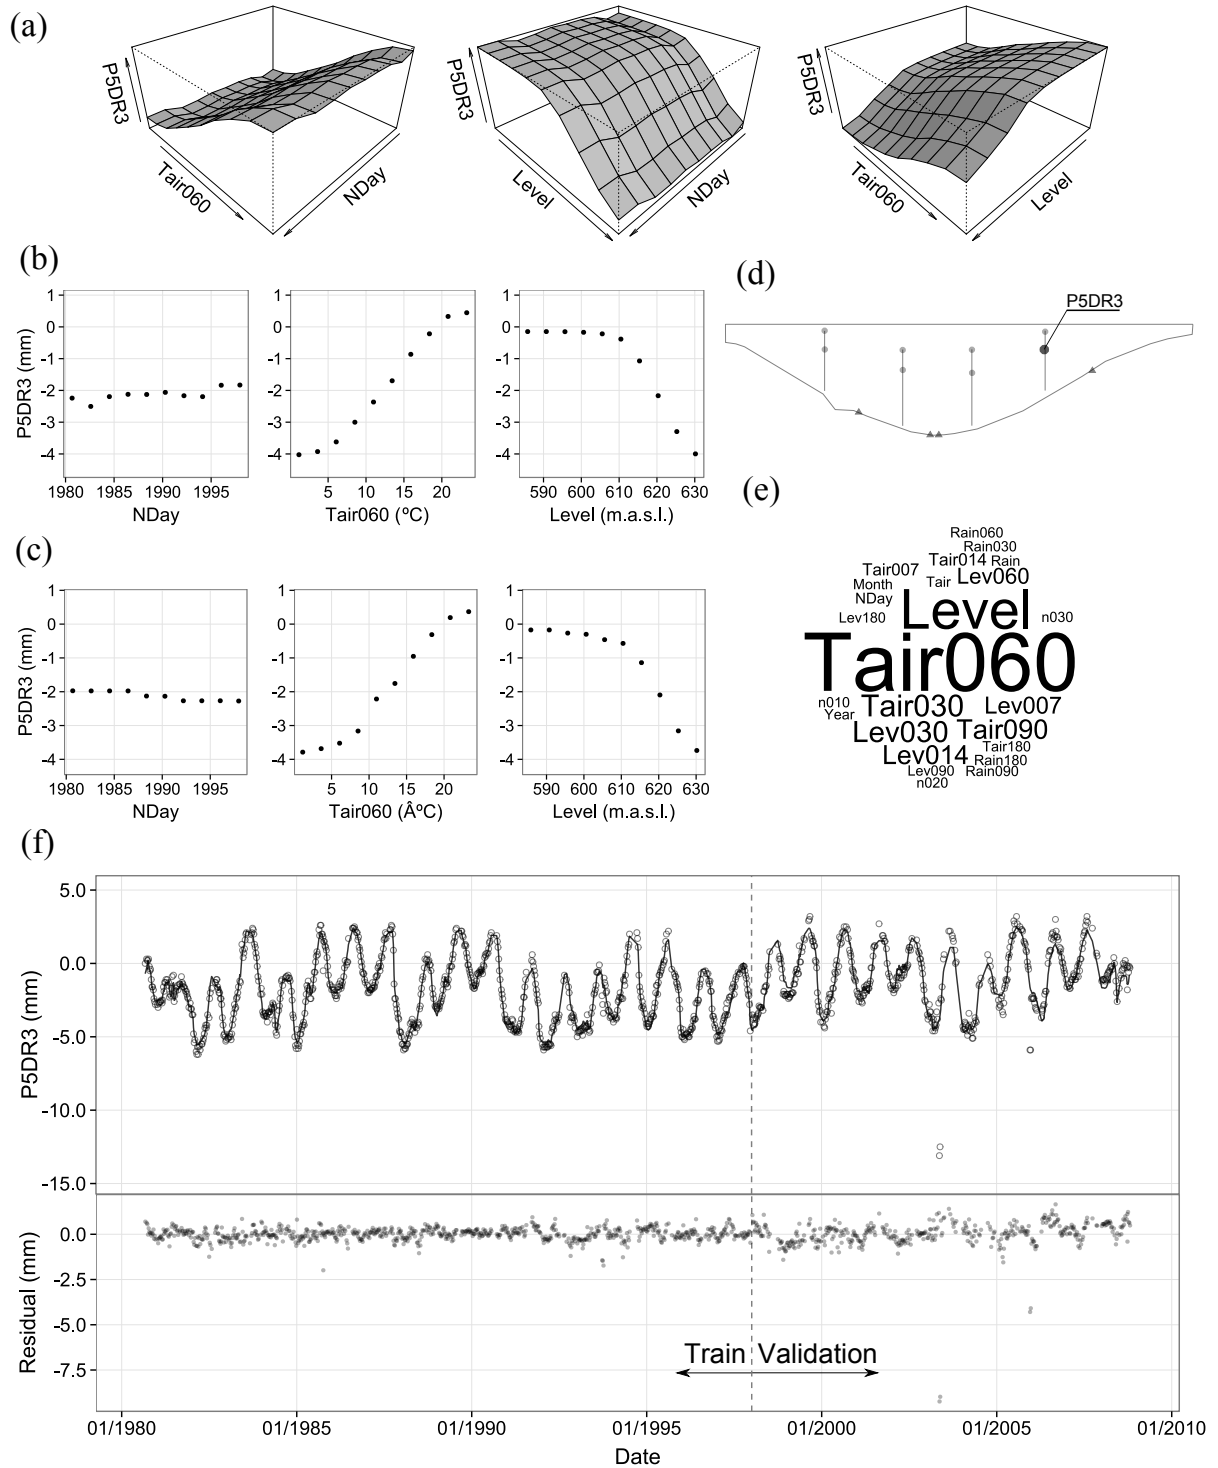 (a)
P5DR3
Tair060
NDay
P5DR3
Level
NDay
P5DR3
Tair060
Level
(b)
P5DR3 (mm)
1
0
-1
-2
-3
-4
1980 1985 1990 1995
NDay
5 10 15 20
Tair060 (ºC)
590 600 610 620 630
Level (m.a.s.l.)
(c)
P5DR3 (mm)
1
0
-1
-2
-3
-4
1980 1985 1990 1995
NDay
5 10 15 20
Tair060 (ÂºC)
590 600 610 620 630
Level (m.a.s.l.)
(d)
P5DR3
(e)
Rain060
Rain030
Tair014 Rain
Tair007
Tair Lev060
Month
NDay
Level
Lev180
n030
Tair060
n010
Tair030 Lev007
Year
Lev030 Tair090
Tair180
Lev014 Rain180
Lev090 Rain090
n020
(f)
P5DR3 (mm)
5.0
0.0
-5.0
-10.0
-15.0
Residual (mm)
0.0
-2.5
-5.0
-7.5
Train Validation
01/1980 01/1985 01/1990 01/1995 01/2000 01/2005 01/2010
Date